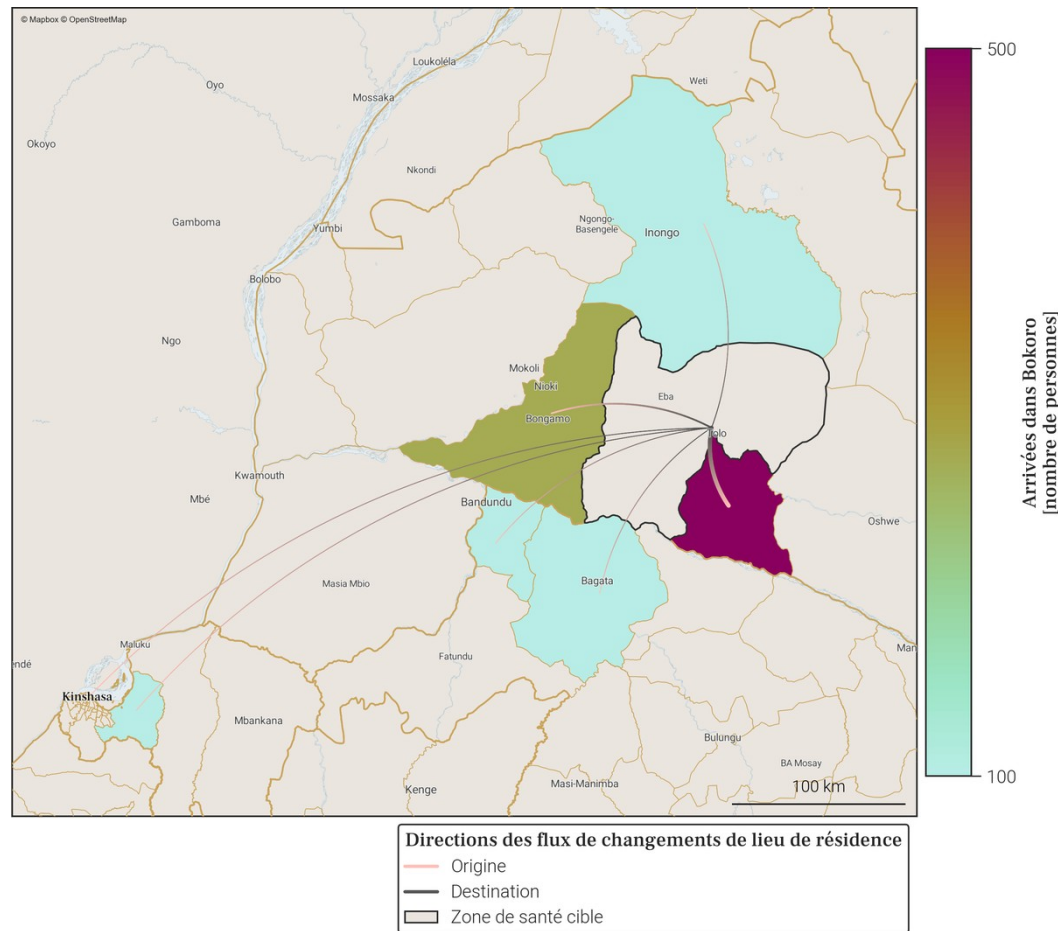 © Mapbox © OpenStreetMap
Loukoléla
Weti
Oyo
Mossaka
Okoyo
Nkondi
Ngongo-
Basengele
Gamboma
Yumbi
Inongo
Bolobo
Ngo
Mokoli
Nioki
Eba
Bongamo
Kwamouth
Mbé
Bandundu
Oshwe
Masia Mbio
Bagata
Maluku
Fatundu
Kinshasa
Mbankana
Bulungu
BA Mosay
Kenge
Masi-Manimba
100 km
500
100
Arrivées dans Bokoro
[nombre de personnes]
Directions des flux de changements de lieu de résidence
Origine
Destination
Zone de santé cible